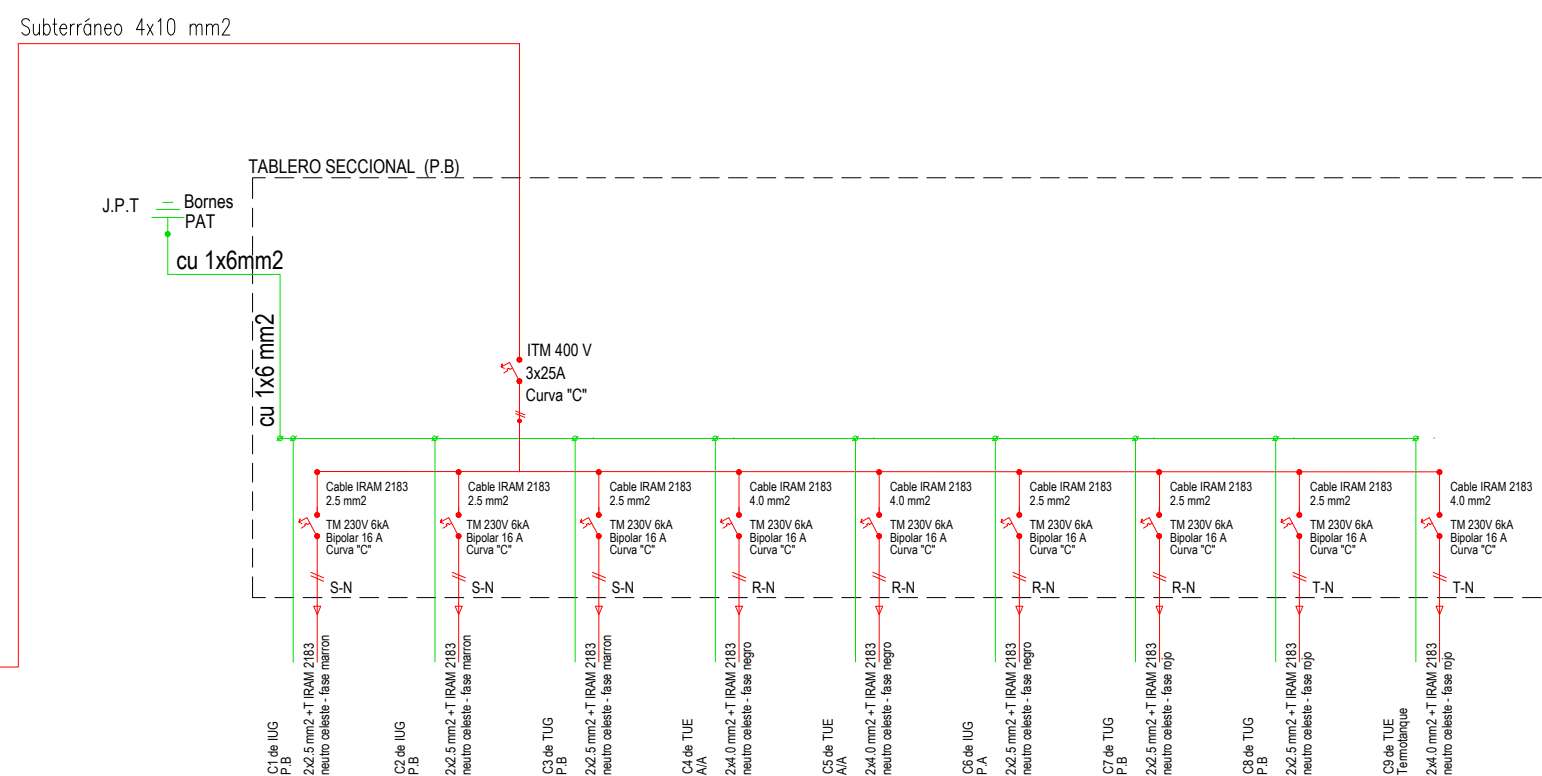 Subterráneo 4x10 mm2
TABLERO SECCIONAL (P.B)
J.P.T
Bornes
PAT
cu 1x6mm2
cu 1x6 mm2
ITM 400 V
3x25A
Curva "C"
Cable IRAM 2183
2.5 mm2
TM 230V 6kA
Bipolar 16 A
Curva "C"
S-N
Cable IRAM 2183
2.5 mm2
TM 230V 6kA
Bipolar 16 A
Curva "C"
S-N
Cable IRAM 2183
2.5 mm2
TM 230V 6kA
Bipolar 16 A
Curva "C"
S-N
Cable IRAM 2183
4.0 mm2
TM 230V 6kA
Bipolar 16 A
Curva "C"
R-N
Cable IRAM 2183
4.0 mm2
TM 230V 6kA
Bipolar 16 A
Curva "C"
R-N
Cable IRAM 2183
2.5 mm2
TM 230V 6kA
Bipolar 16 A
Curva "C"
R-N
Cable IRAM 2183
2.5 mm2
TM 230V 6kA
Bipolar 16 A
Curva "C"
R-N
Cable IRAM 2183
2.5 mm2
TM 230V 6kA
Bipolar 16 A
Curva "C"
T-N
Cable IRAM 2183
4.0 mm2
TM 230V 6kA
Bipolar 16 A
Curva "C"
T-N
C1 de IUG
P.B
2x2.5 mm2 +T IRAM 2183
neutro celeste - fase marron
C2 de IUG
P.B
2x2.5 mm2 +T IRAM 2183
neutro celeste - fase marron
C3 de TUG
P.B
2x2.5 mm2 +T IRAM 2183
neutro celeste - fase marron
C4 de TUE
A/A
2x4.0 mm2 +T IRAM 2183
neutro celeste - fase negro
C5 de TUE
A/A
2x4.0 mm2 +T IRAM 2183
neutro celeste - fase negro
C6 de IUG
P.A
2x2.5 mm2 +T IRAM 2183
neutro celeste - fase negro
C7 de TUG
P.B
2x2.5 mm2 +T IRAM 2183
neutro celeste - fase rojo
C8 de TUG
P.B
2x2.5 mm2 +T IRAM 2183
neutro celeste - fase rojo
C9 de TUE
Termotanque
2x4.0 mm2 +T IRAM 2183
neutro celeste - fase rojo